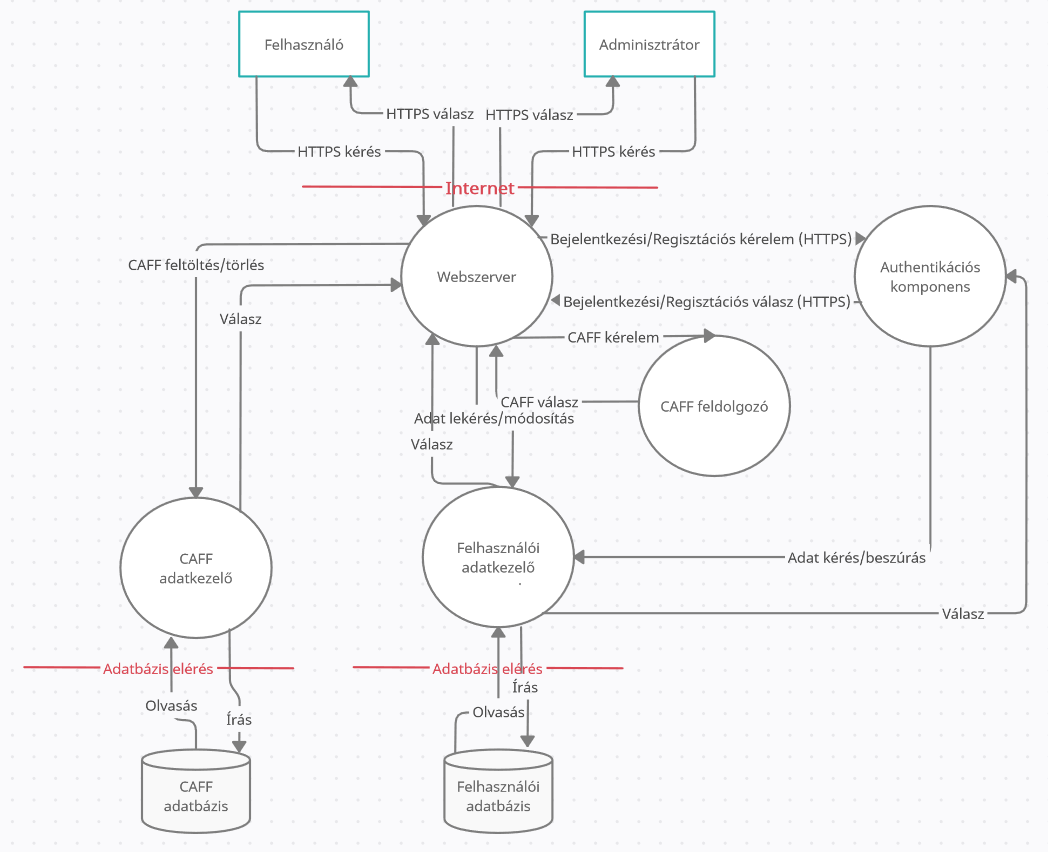 Felhasználó
Adminisztrátor
HTTPS válasz
HTTPS válasz
HTTPS kérés
HTTPS kérés
Internet
Bejelentkezési/Regisztációs kérelem (HTTPS)
CAFF feltöltés/törlés
Webszerver
Authentikációs
komponens
Bejelentkezési/Regisztációs válasz (HTTPS)
Válasz
CAFF kérelem
CAFF válasz
CAFF feldolgozó
Adat lekérés/módosítás
Válasz
CAFF
adatkezelő
Felhasználói
adatkezelő
.
Adat kérés/beszúrás
Válasz
Adatbázis elérés
Adatbázis elérés
Írás
Olvasás
Olvasás
Írás
CAFF
adatbázis
Felhasználói
adatbázis